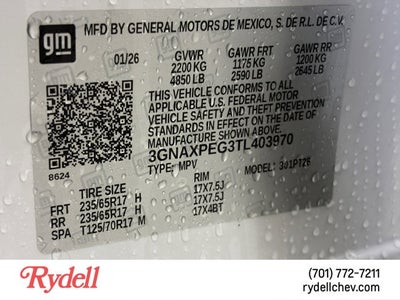 gm
MFD BY GENERAL MOTORS DE MEXICO, S. DE R.L. DE C.V.
01/26 GVWR GAWR FRT GAWR RR
2200 KG 1175 KG 1200 KG
4850 LB 2590 LB 2645 LB
THIS VEHICLE CONFORMS TO ALL
APPLICABLE U.S. FEDERAL MOTOR
VEHICLE SAFETY, BUMPER, AND THEFT
PREVENTION STANDARDS IN EFFECT ON
THE DATE OF MANUFACTURE SHOWN ABOVE.
3GNAXPEG3TL403970
8624 TYPE: MPV MODEL:
TIRE SIZE RIM
FRT 235/65R17 H 17X7.5J
RR 235/65R17 H 17X7.5J
SPA T125/70R17 M 17X4BT
Rydell
(701) 772-7211
rydellchev.com